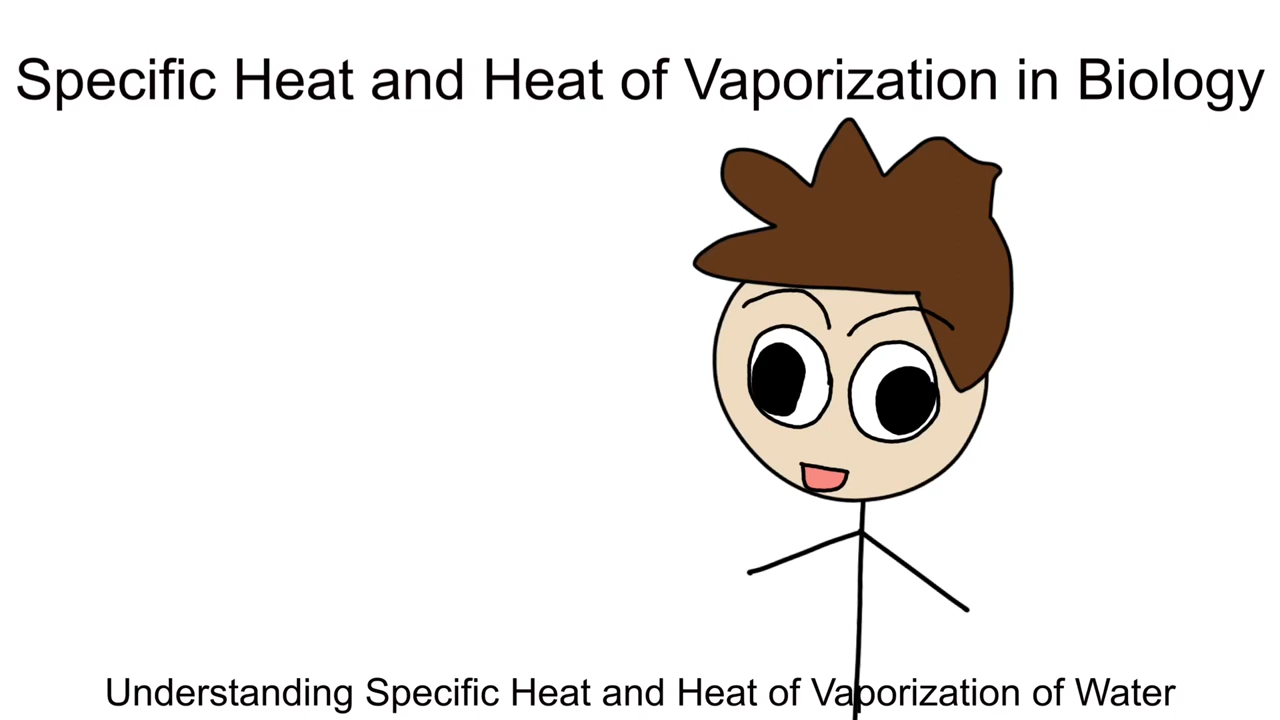 Specific Heat and Heat of Vaporization in Biology
Understanding Specific Heat and Heat of Vaporization of Water